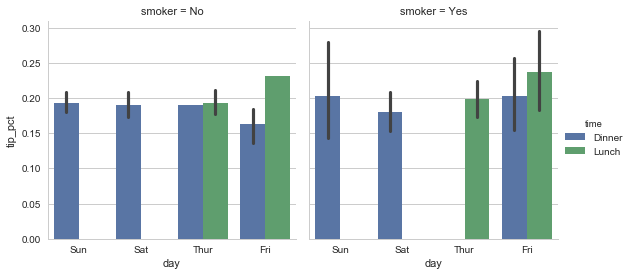 smoker = No
smoker = Yes
tip_pct
0.30
0.25
0.20
0.15
0.10
0.05
0.00
Sun Sat Thur Fri
day
Sun Sat Thur Fri
day
time
Dinner
Lunch